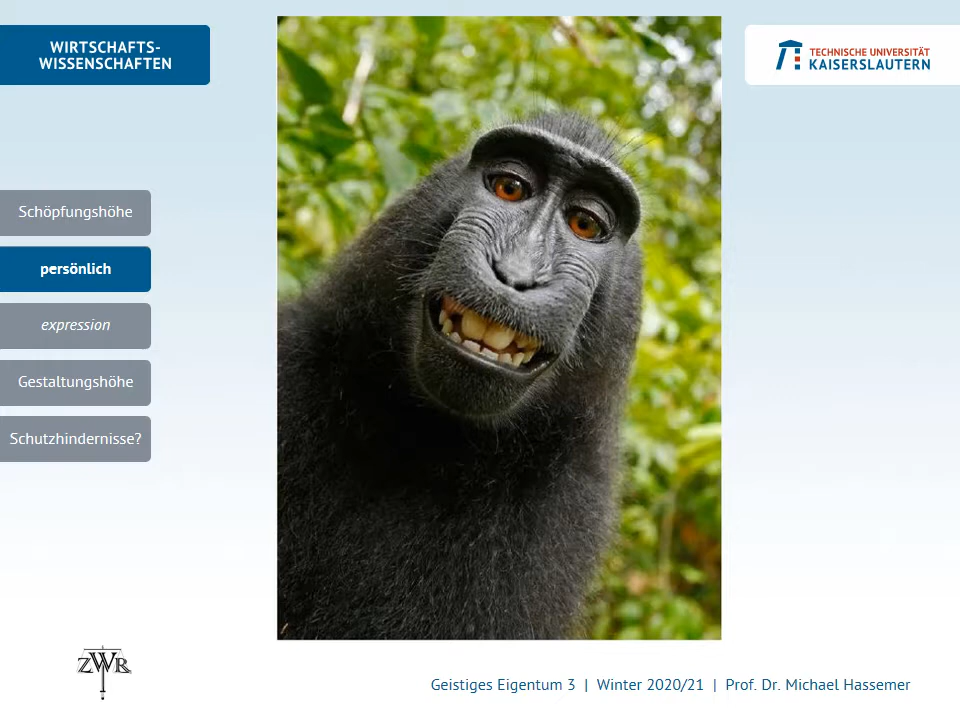 WIRTSCHAFTS-
WISSENSCHAFTEN
TECHNISCHE UNIVERSITÄT
KAISERSLAUTERN
Schöpfungshöhe
persönlich
expression
Gestaltungshöhe
Schutzhindernisse?
ZWR
Geistiges Eigentum 3 | Winter 2020/21 | Prof. Dr. Michael Hassemer